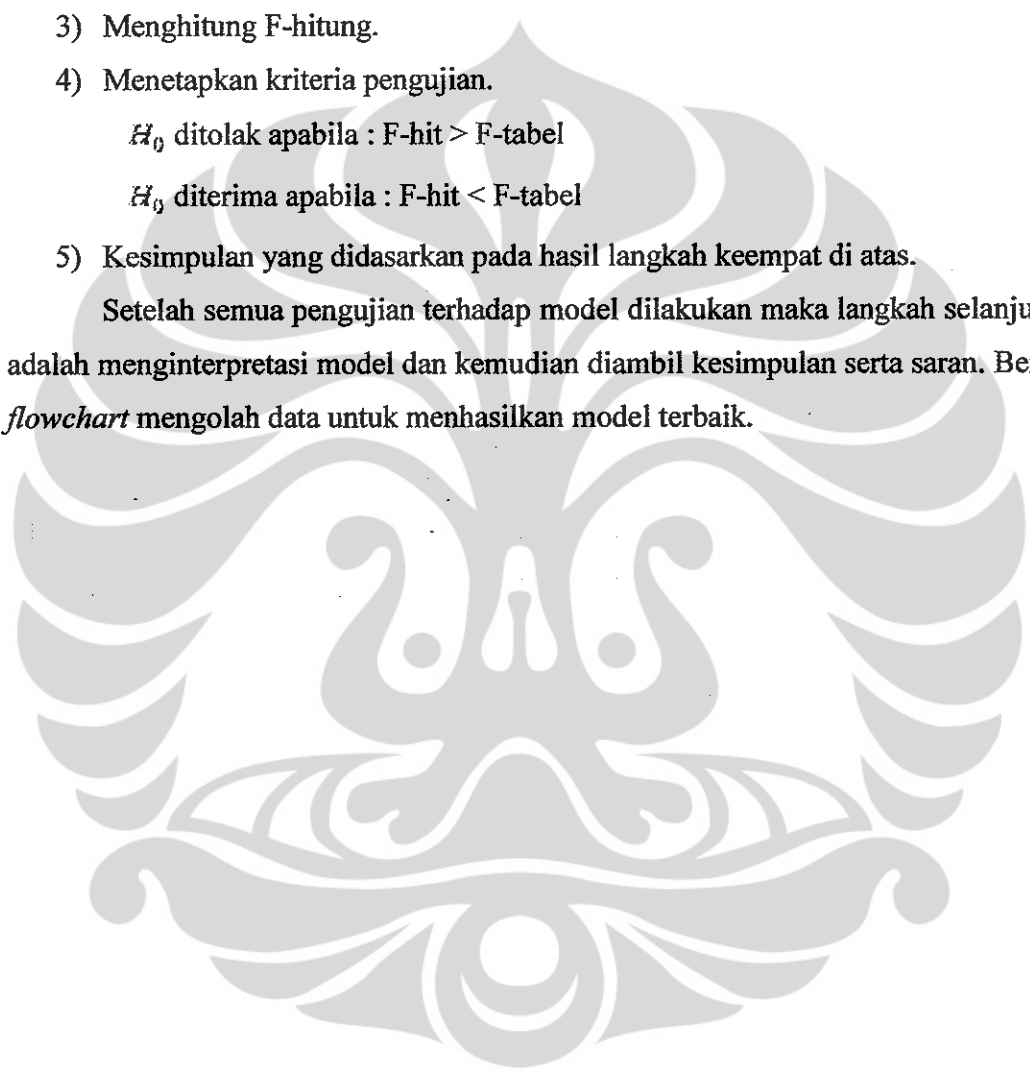 3) Menghitung F-hitung.
4) Menetapkan kriteria pengujian.
H₀ ditolak apabila : F-hit > F-tabel
H₀ diterima apabila : F-hit < F-tabel
5) Kesimpulan yang didasarkan pada hasil langkah keempat di atas.
Setelah semua pengujian terhadap model dilakukan maka langkah selanju
adalah menginterpretasi model dan kemudian diambil kesimpulan serta saran. Be
flowchart mengolah data untuk menhasilkan model terbaik.